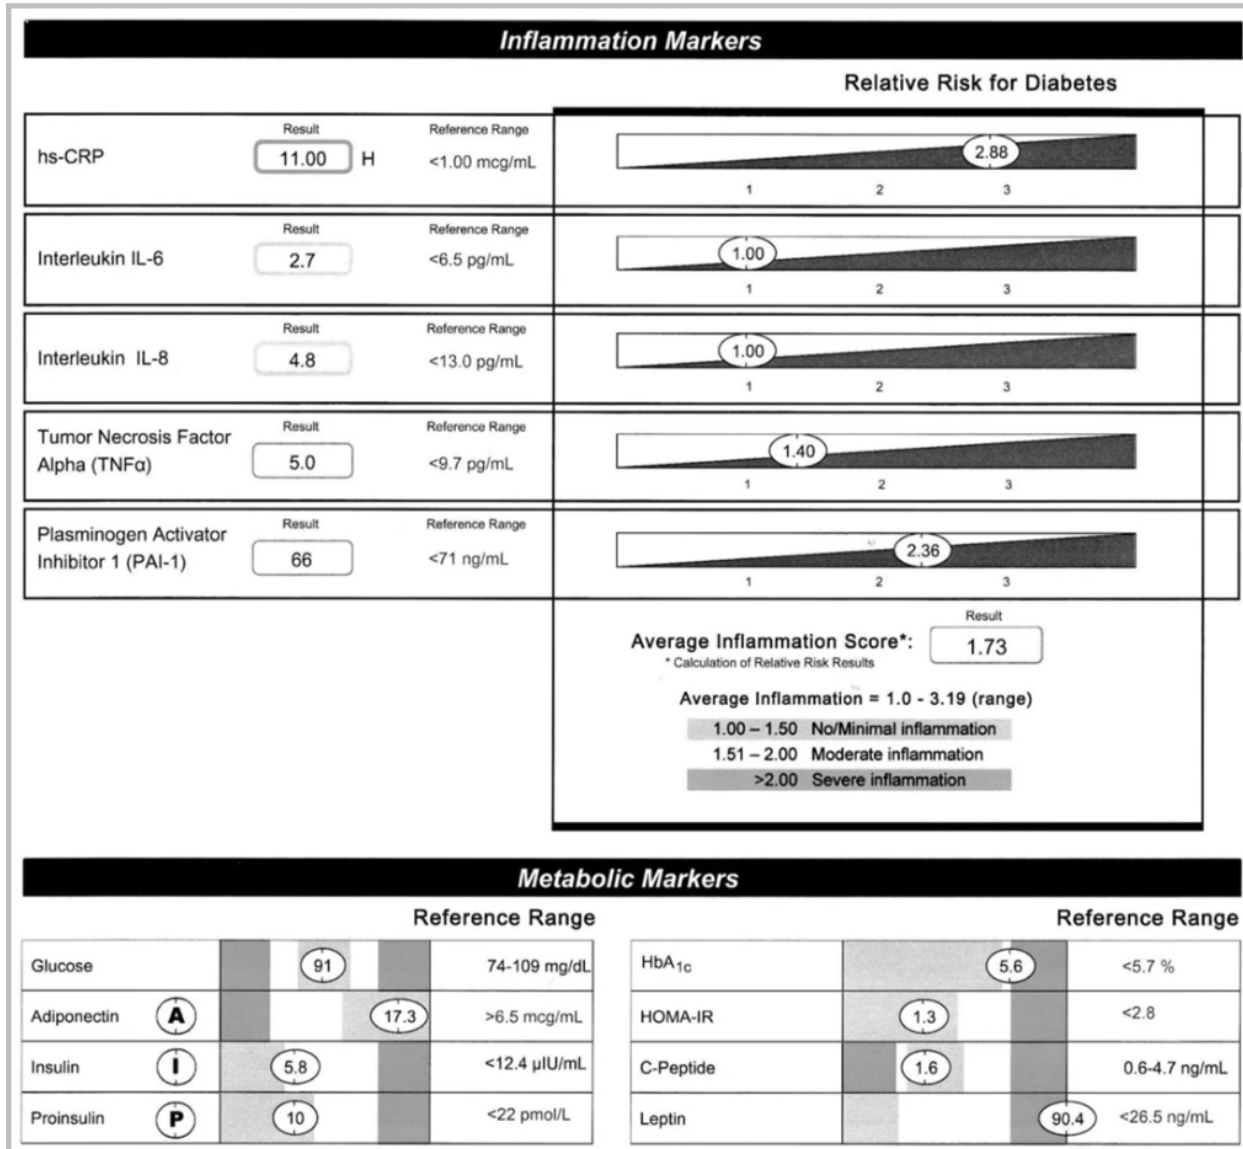 Inflammation Markers
Relative Risk for Diabetes
Result Reference Range
hs-CRP 11.00 H <1.00 mcg/mL 2.88
1 2 3
Result Reference Range
Interleukin IL-6 2.7 <6.5 pg/mL 1.00
1 2 3
Result Reference Range
Interleukin IL-8 4.8 <13.0 pg/mL 1.00
1 2 3
Tumor Necrosis Factor Result Reference Range
Alpha (TNFα) 5.0 <9.7 pg/mL 1.40
1 2 3
Plasminogen Activator Result Reference Range
Inhibitor 1 (PAI-1) 66 <71 ng/mL 2.36
1 2 3
Result
Average Inflammation Score*: 1.73
* Calculation of Relative Risk Results
Average Inflammation = 1.0 - 3.19 (range)
1.00 – 1.50 No/Minimal inflammation
1.51 – 2.00 Moderate inflammation
>2.00 Severe inflammation
Metabolic Markers
Reference Range Reference Range
Glucose 91 74-109 mg/dL
Adiponectin A 17.3 >6.5 mcg/mL
Insulin I 5.8 <12.4 µIU/mL
Proinsulin P 10 <22 pmol/L
HbA1c 5.6 <5.7 %
HOMA-IR 1.3 <2.8
C-Peptide 1.6 0.6-4.7 ng/mL
Leptin 90.4 <26.5 ng/mL